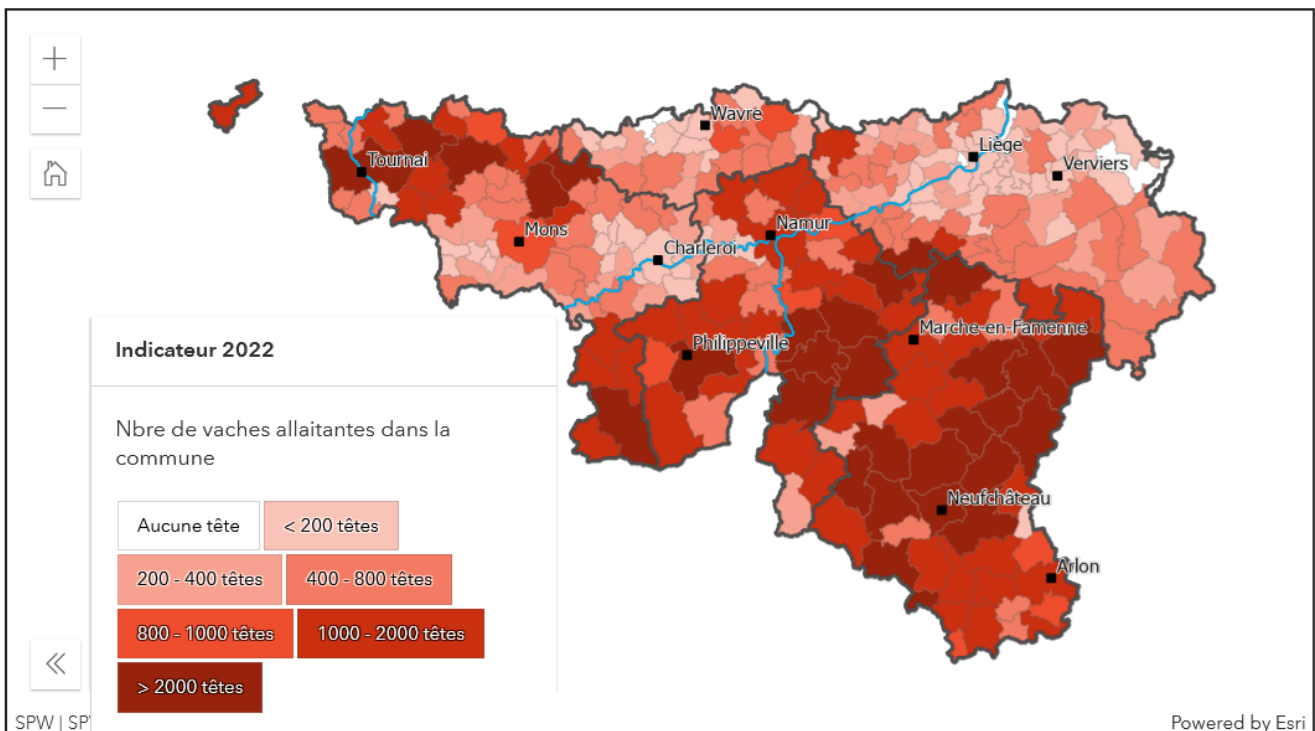 Wavre
Liège
Tournai
Verviers
Namur
Mons
Charleroi
Marche-en-Famenne
Philippeville
Indicateur 2022
Nbre de vaches allaitantes dans la
commune
Neufchâteau
Aucune tête
< 200 têtes
200 - 400 têtes
400 - 800 têtes
Arlon
800 - 1000 têtes
1000 - 2000 têtes
> 2000 têtes
SPW | SP
Powered by Esri